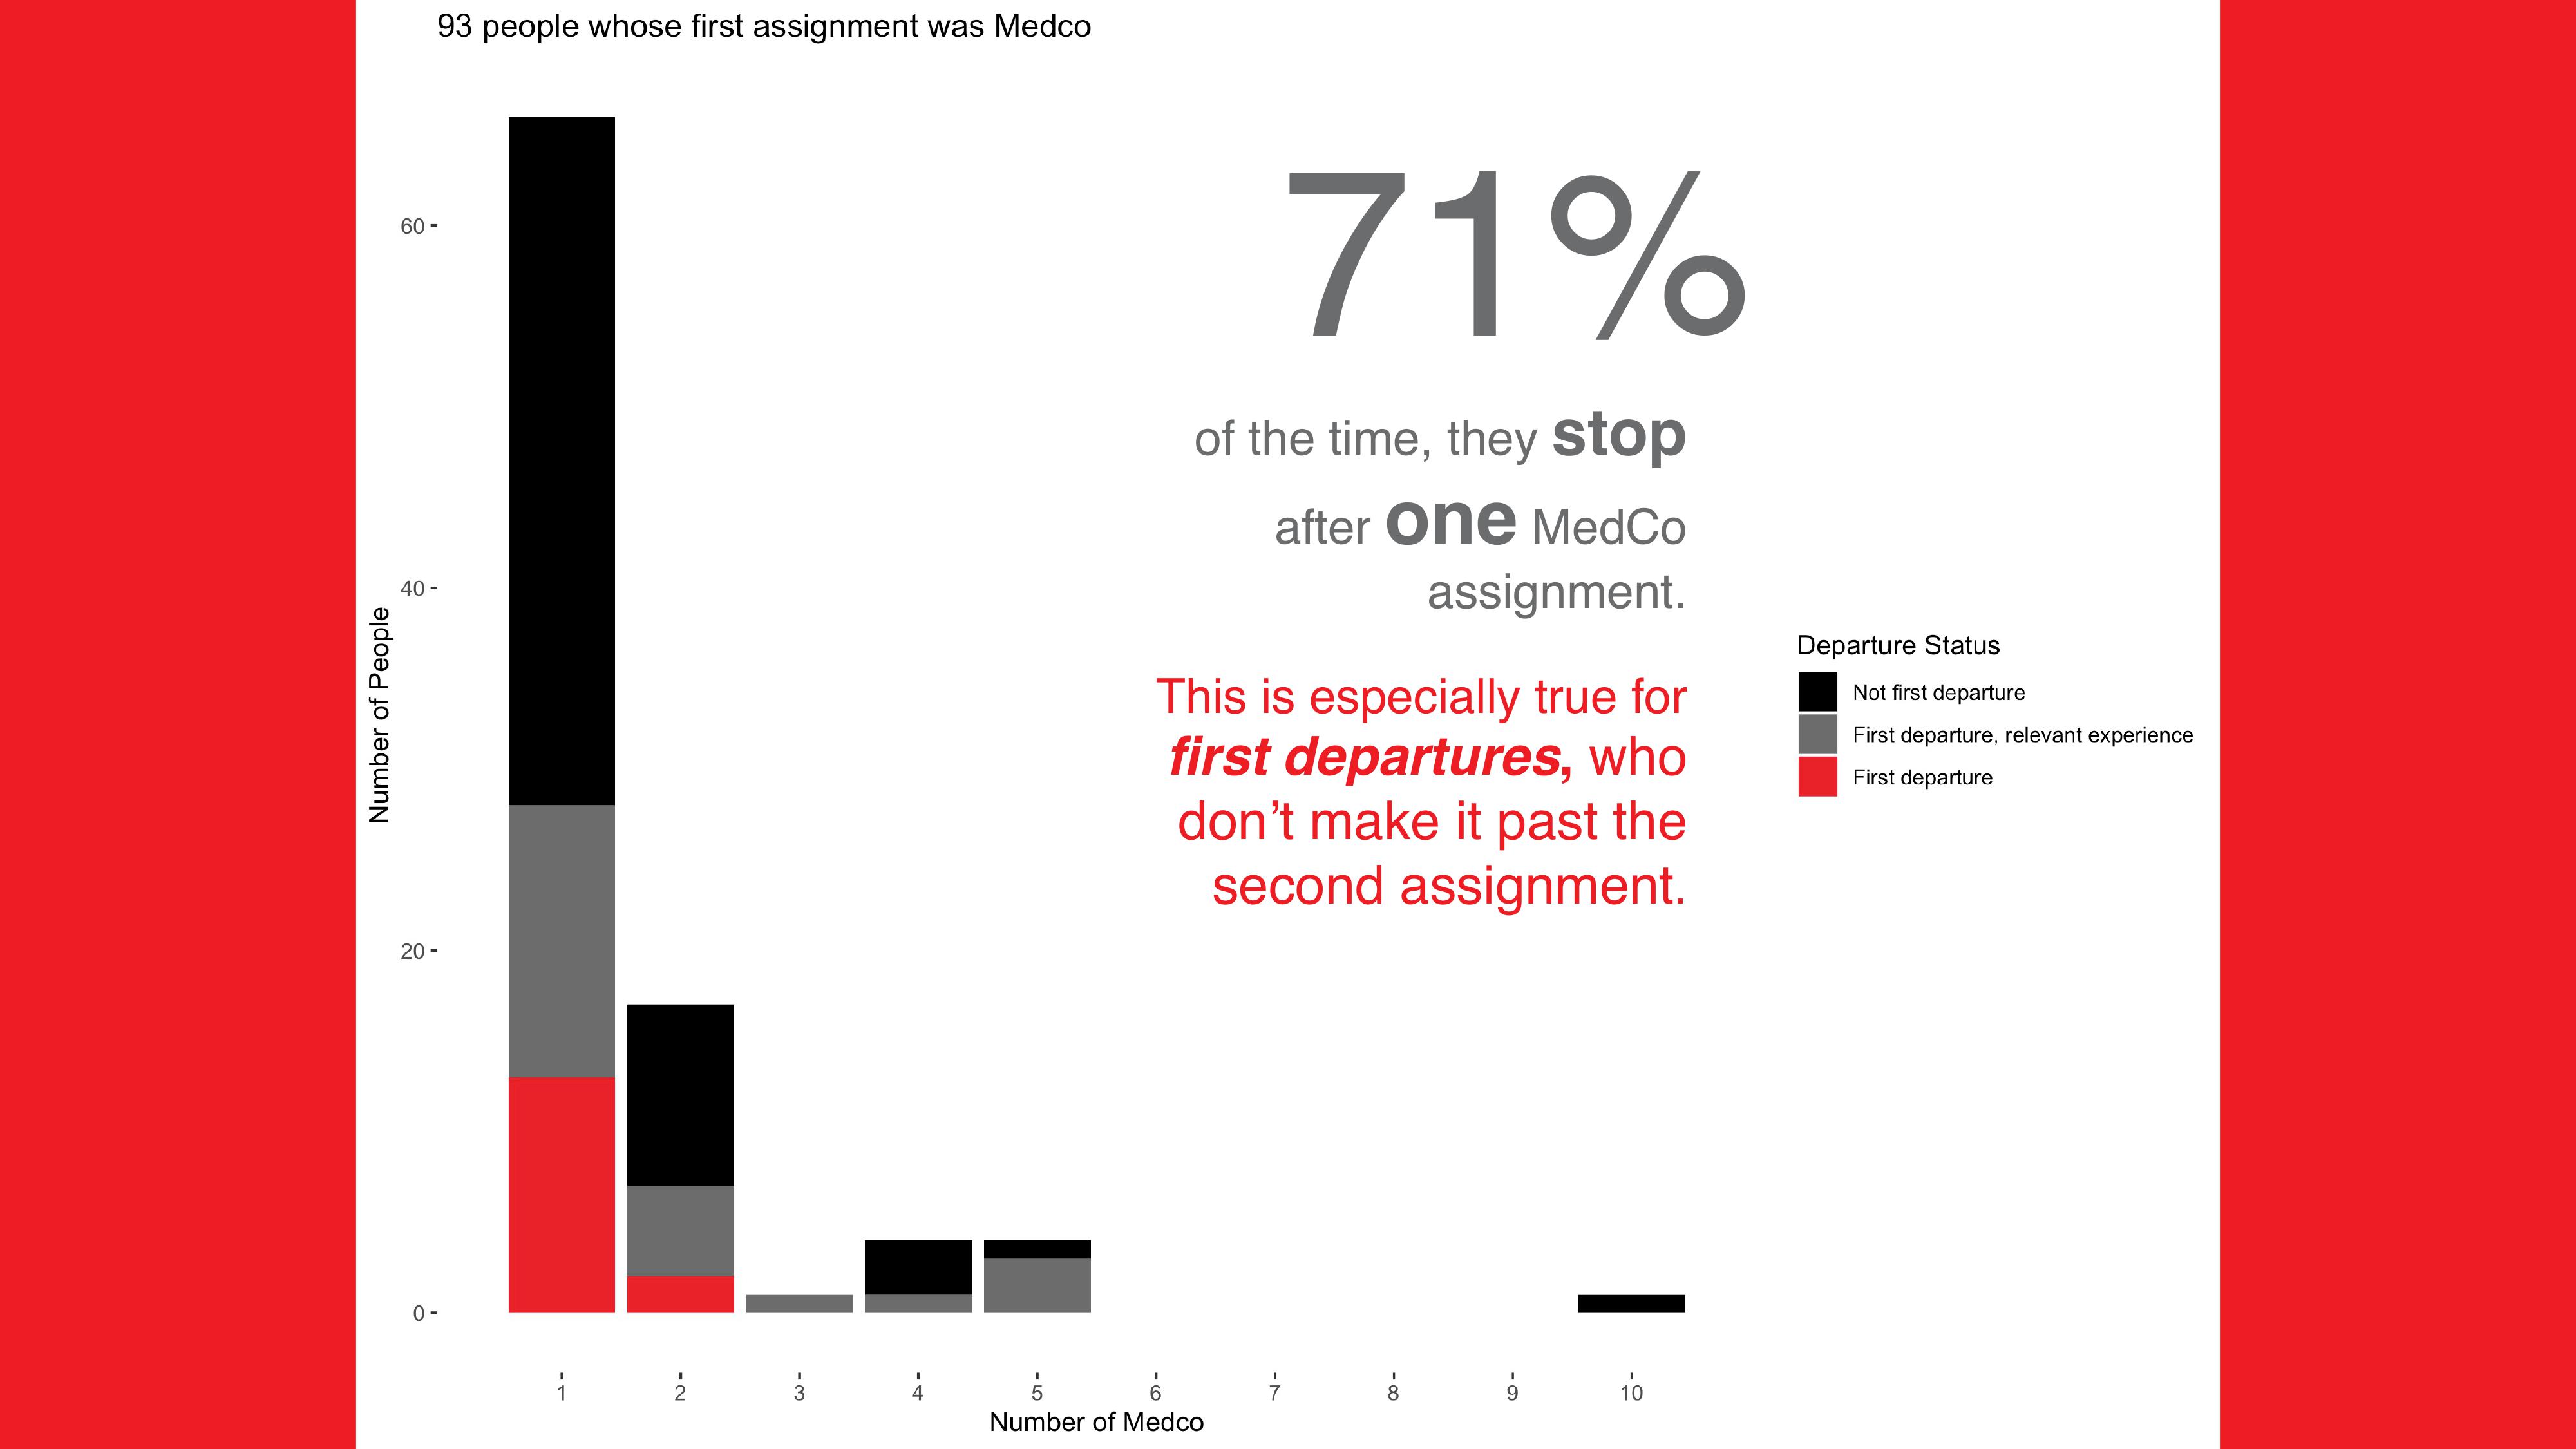 93 people whose first assignment was Medco
71%
of the time, they stop
after one MedCo
assignment.
This is especially true for
first departures, who
don’t make it past the
second assignment.
Number of People
60
40
20
0
Departure Status
Not first departure
First departure, relevant experience
First departure
1 2 3 4 5 6 7 8 9 10
Number of Medco